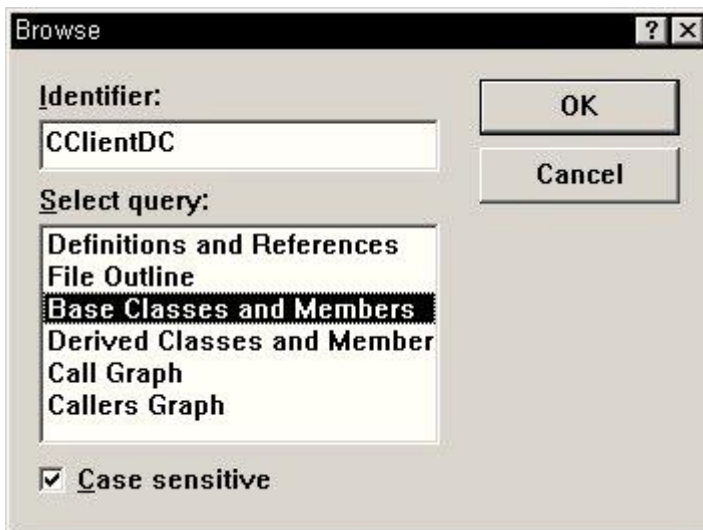 Browse
Identifier:
OK
CClientDC
Cancel
Select query:
Definitions and References
File Outline
Base Classes and Members
Derived Classes and Member
Call Graph
Callers Graph
Case sensitive